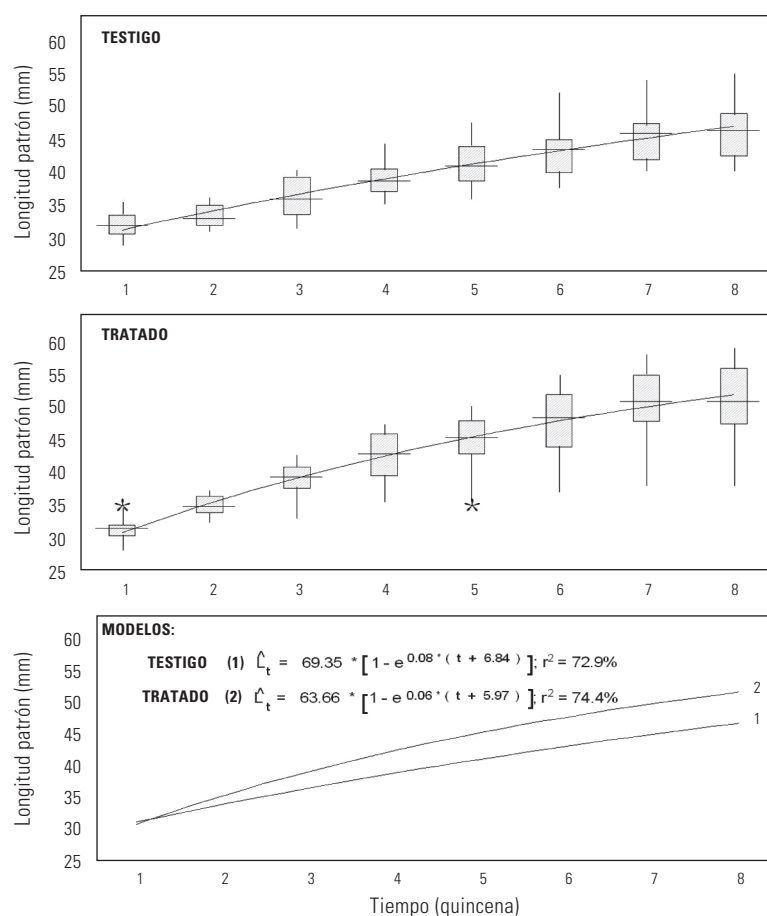 TESTIGO
Longitud patrón (mm)
60
55
50
45
40
35
30
25
1 2 3 4 5 6 7 8
TRATADO
Longitud patrón (mm)
60
55
50
45
40
35
30
25
1 2 3 4 5 6 7 8
MODELOS:
TESTIGO (1) L̂t = 69.35 * [1 - e 0.08 * ( t + 6.84 ) ]; r² = 72.9%
TRATADO (2) L̂t = 63.66 * [1 - e 0.06 * ( t + 5.97 ) ]; r² = 74.4%
Longitud patrón (mm)
60
55
50
45
40
35
30
25
2
1
1 2 3 4 5 6 7 8
Tiempo (quincena)